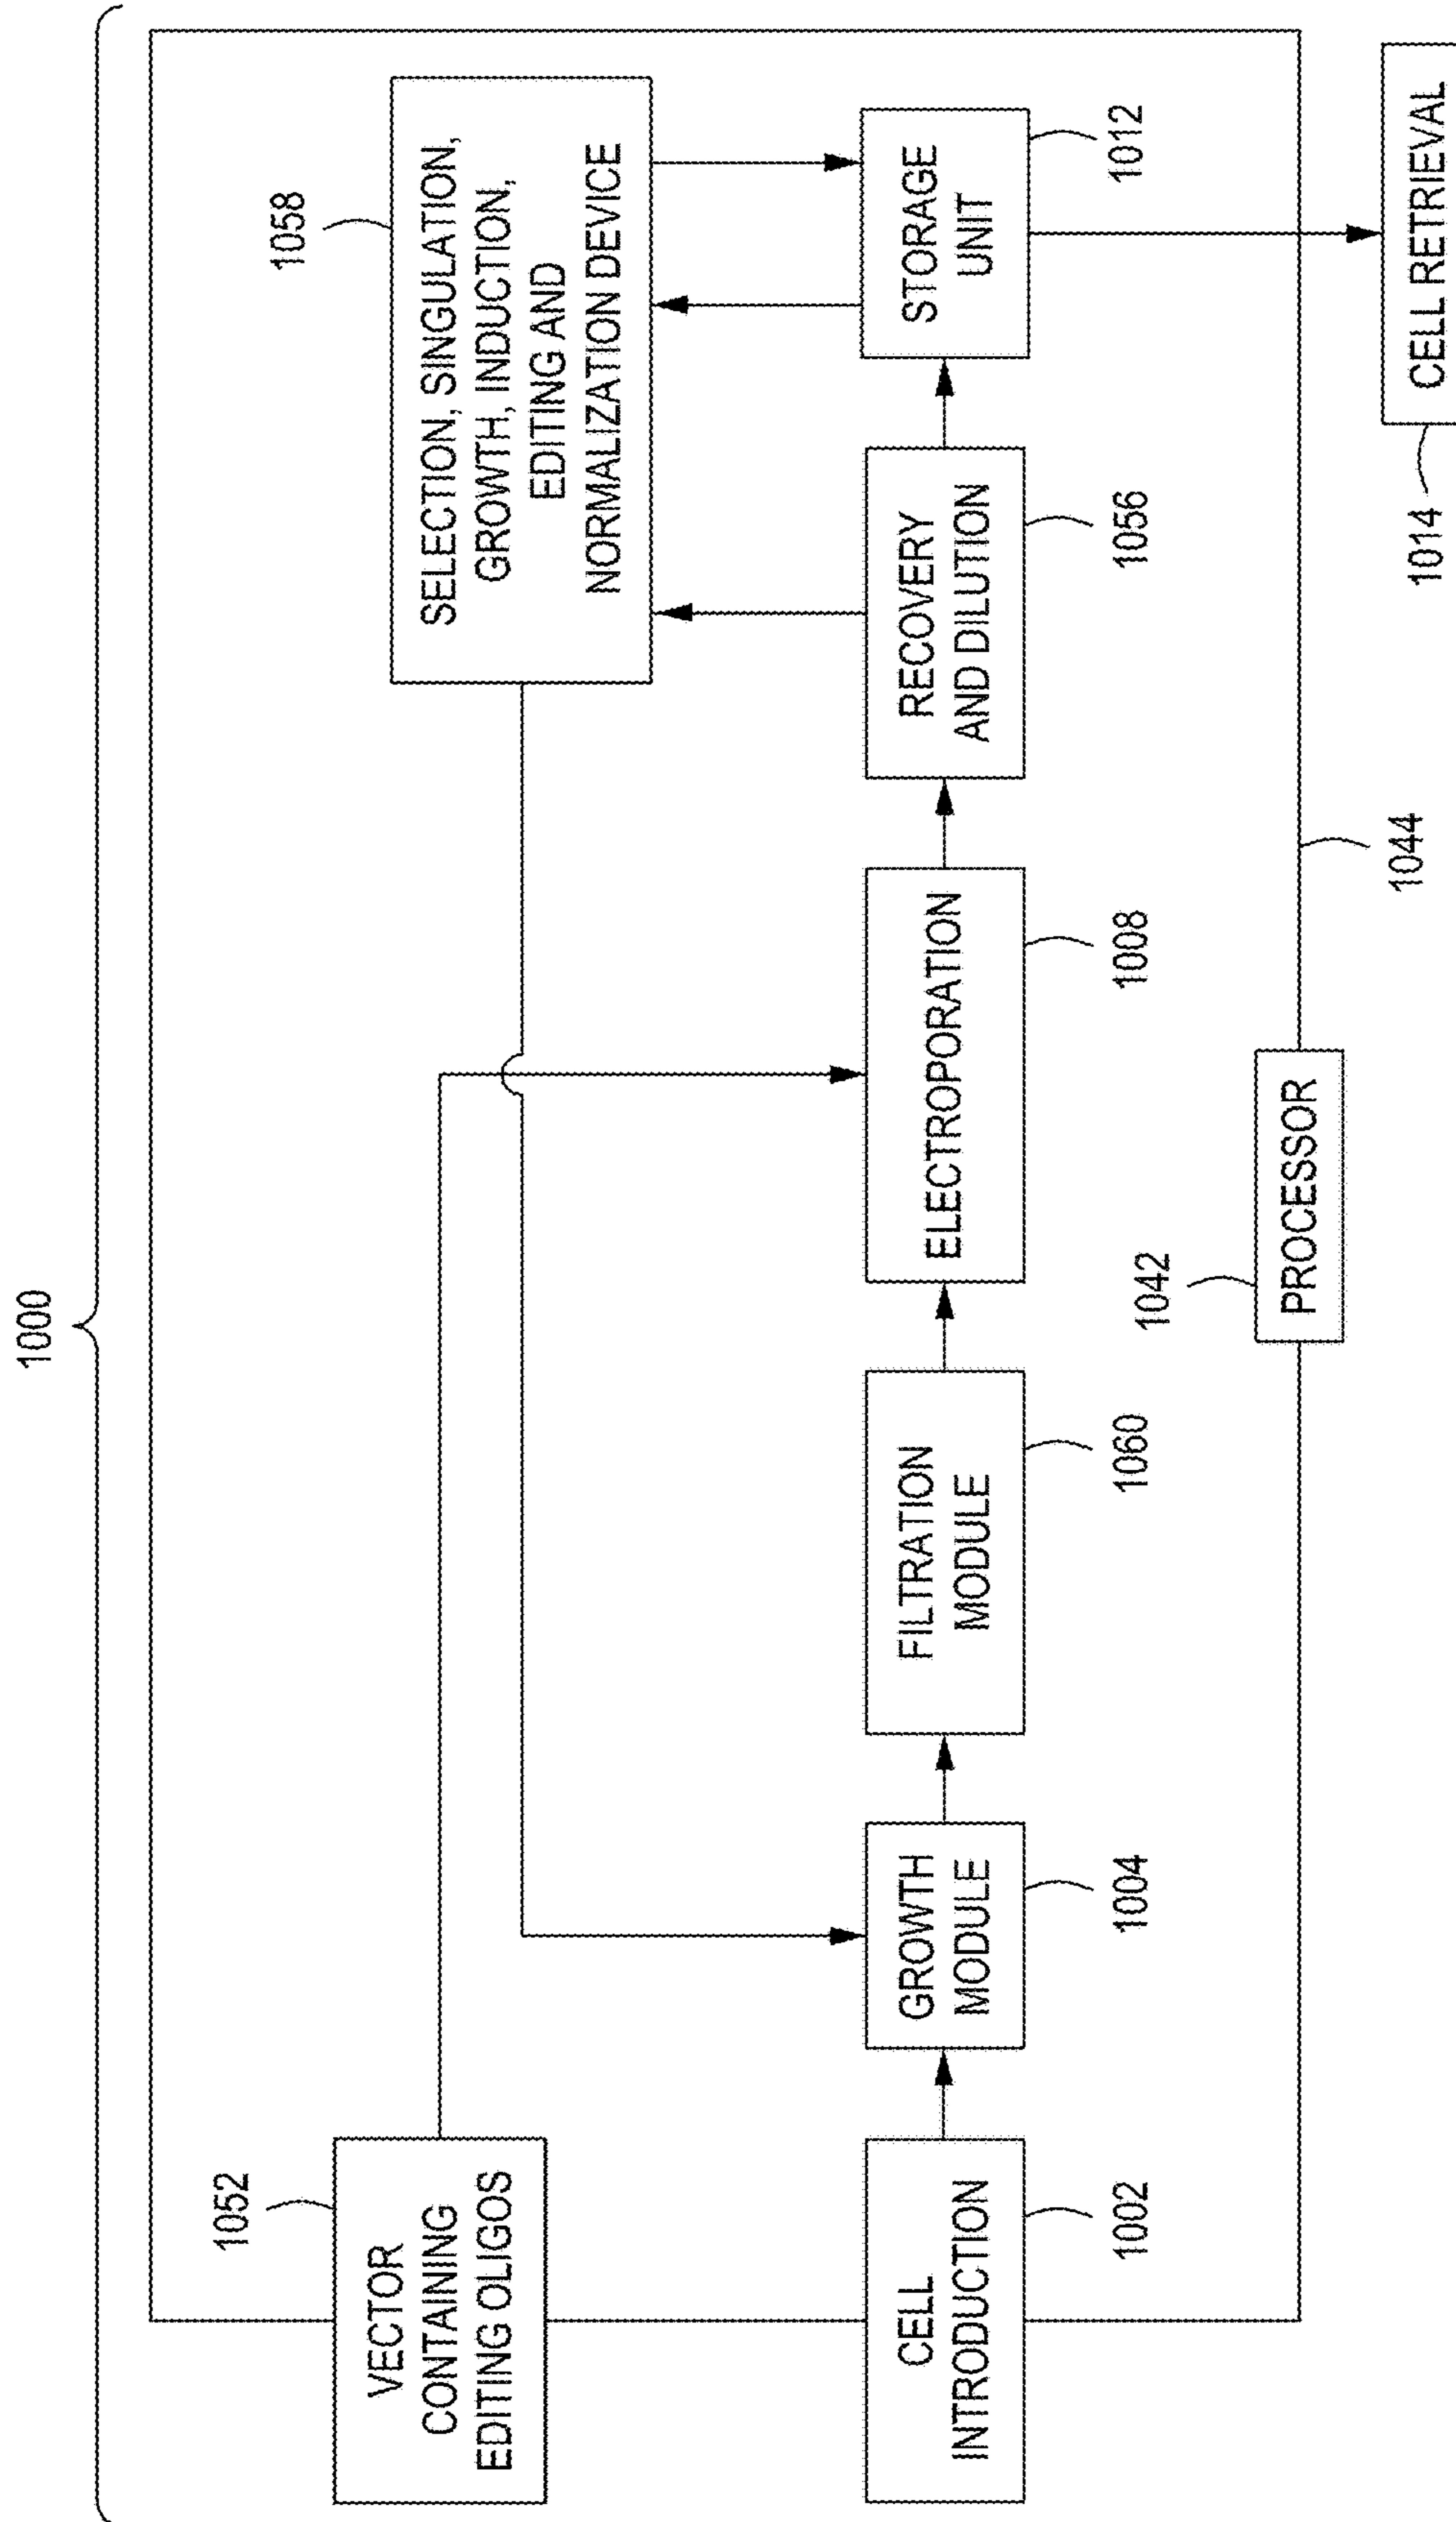 1000
1052
VECTOR
CONTAINING
EDITING OLIGOS
1058
SELECTION, SINGULATION,
GROWTH, INDUCTION,
EDITING AND
NORMALIZATION DEVICE
CELL
INTRODUCTION
1002
GROWTH
MODULE
1004
FILTRATION
MODULE
1060
ELECTROPORATION
1008
RECOVERY
AND DILUTION
1056
STORAGE
UNIT
1012
1042
PROCESSOR
1044
1014
CELL RETRIEVAL